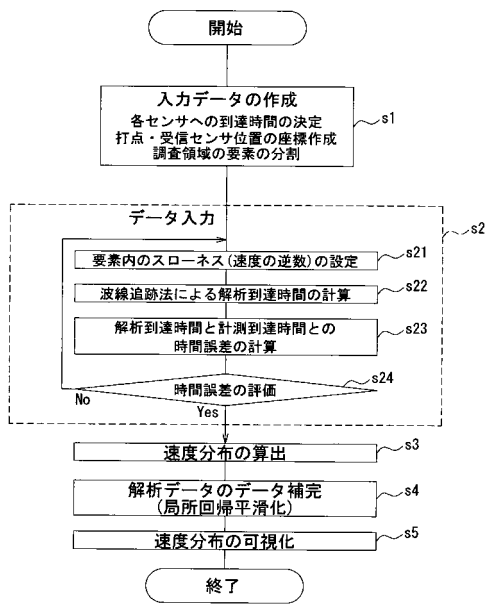 開始
入力データの作成
各センサへの到達時間の決定
打点・受信センサ位置の座標作成
調査領域の要素の分割
s1
データ入力
s2
要素内のスローネス(速度の逆数)の設定
s21
波線追跡法による解析到達時間の計算
s22
解析到達時間と計測到達時間との
時間誤差の計算
s23
時間誤差の評価
s24
No
Yes
速度分布の算出
s3
解析データのデータ補完
(局所回帰平滑化)
s4
速度分布の可視化
s5
終了